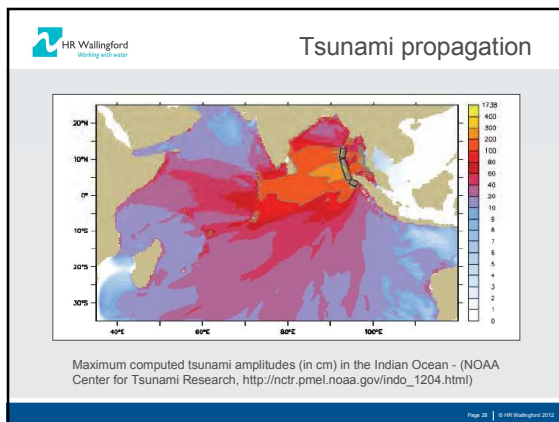 HR Wallingford
Working with water
Tsunami propagation
20°N
10°N
0°
10°S
20°S
30°S
40°E
60°E
80°E
100°E
1738
400
300
200
100
80
60
40
20
10
9
8
7
6
5
4
3
2
1
0
Maximum computed tsunami amplitudes (in cm) in the Indian Ocean - (NOAA
Center for Tsunami Research, http://nctr.pmel.noaa.gov/indo_1204.html)
Page 28 | © HR Wallingford 2012